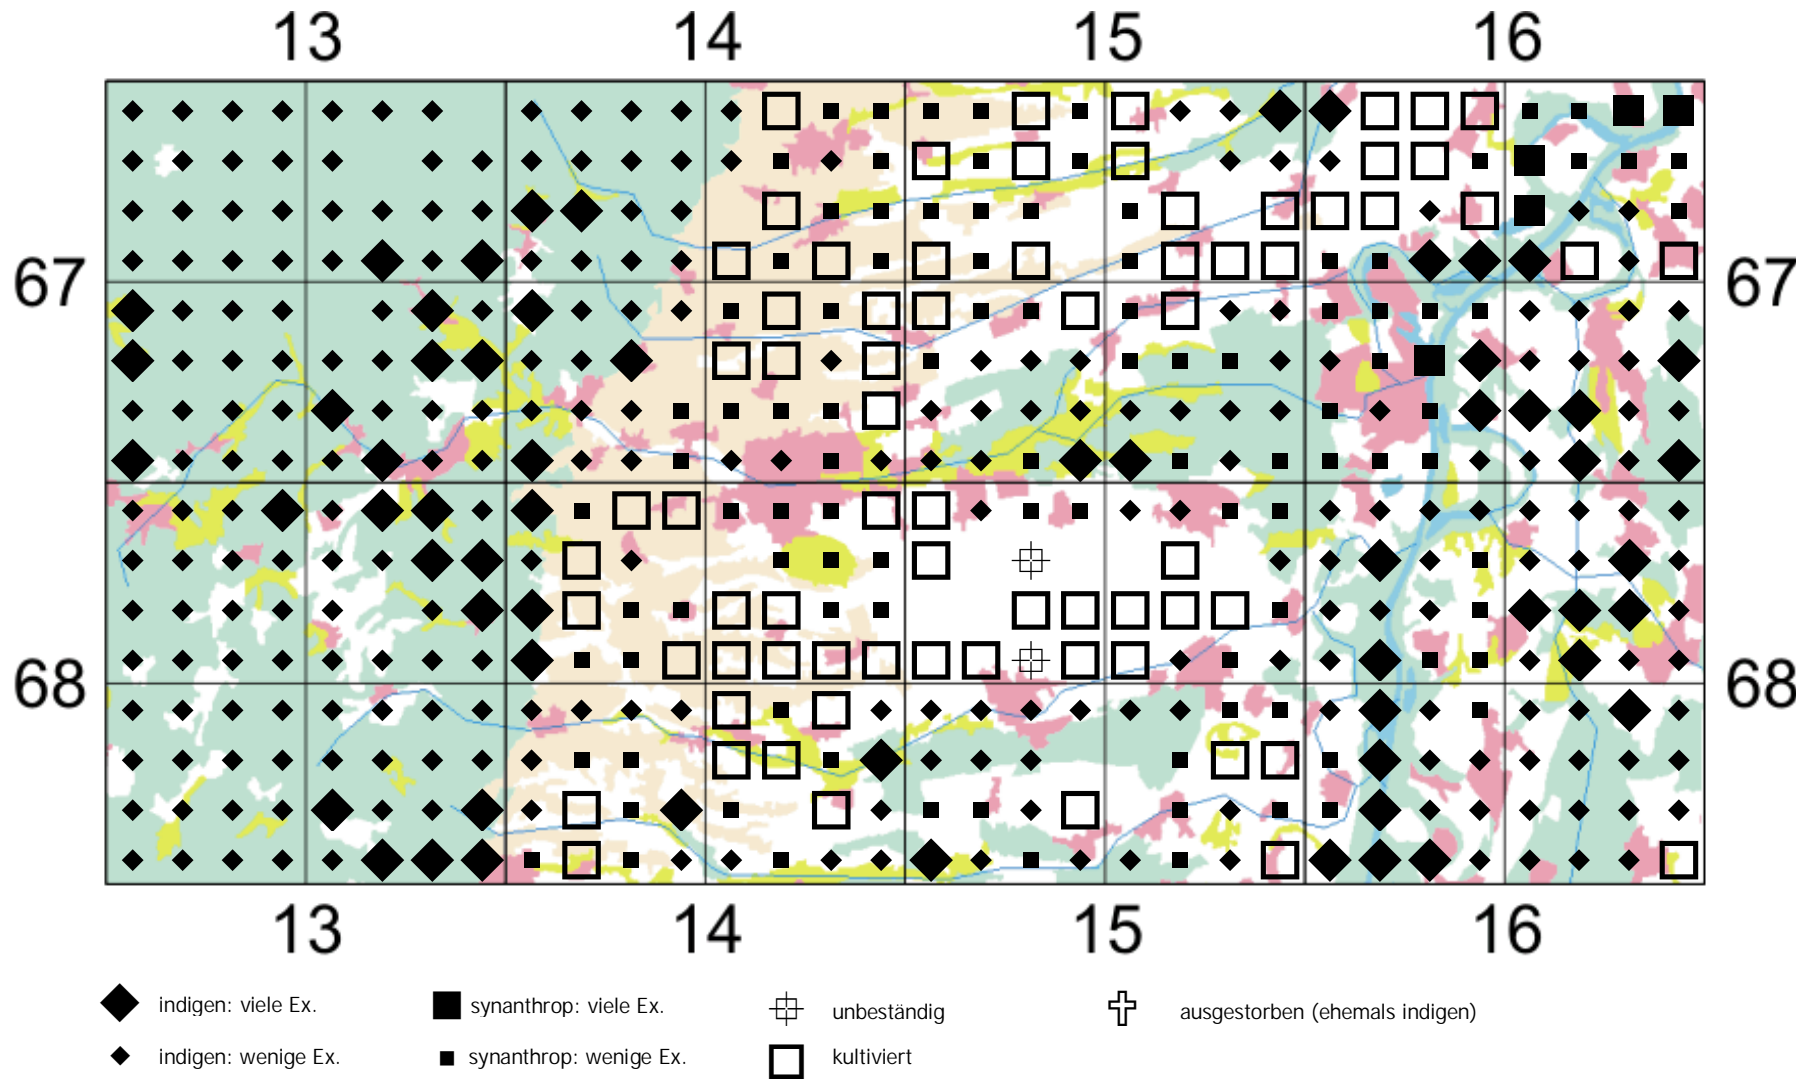 13 14 15 16
67 67
68 68
13 14 15 16
indigen: viele Ex. synanthrop: viele Ex. unbeständig ausgestorben (ehemals indigen)
indigen: wenige Ex. synanthrop: wenige Ex. kultiviert